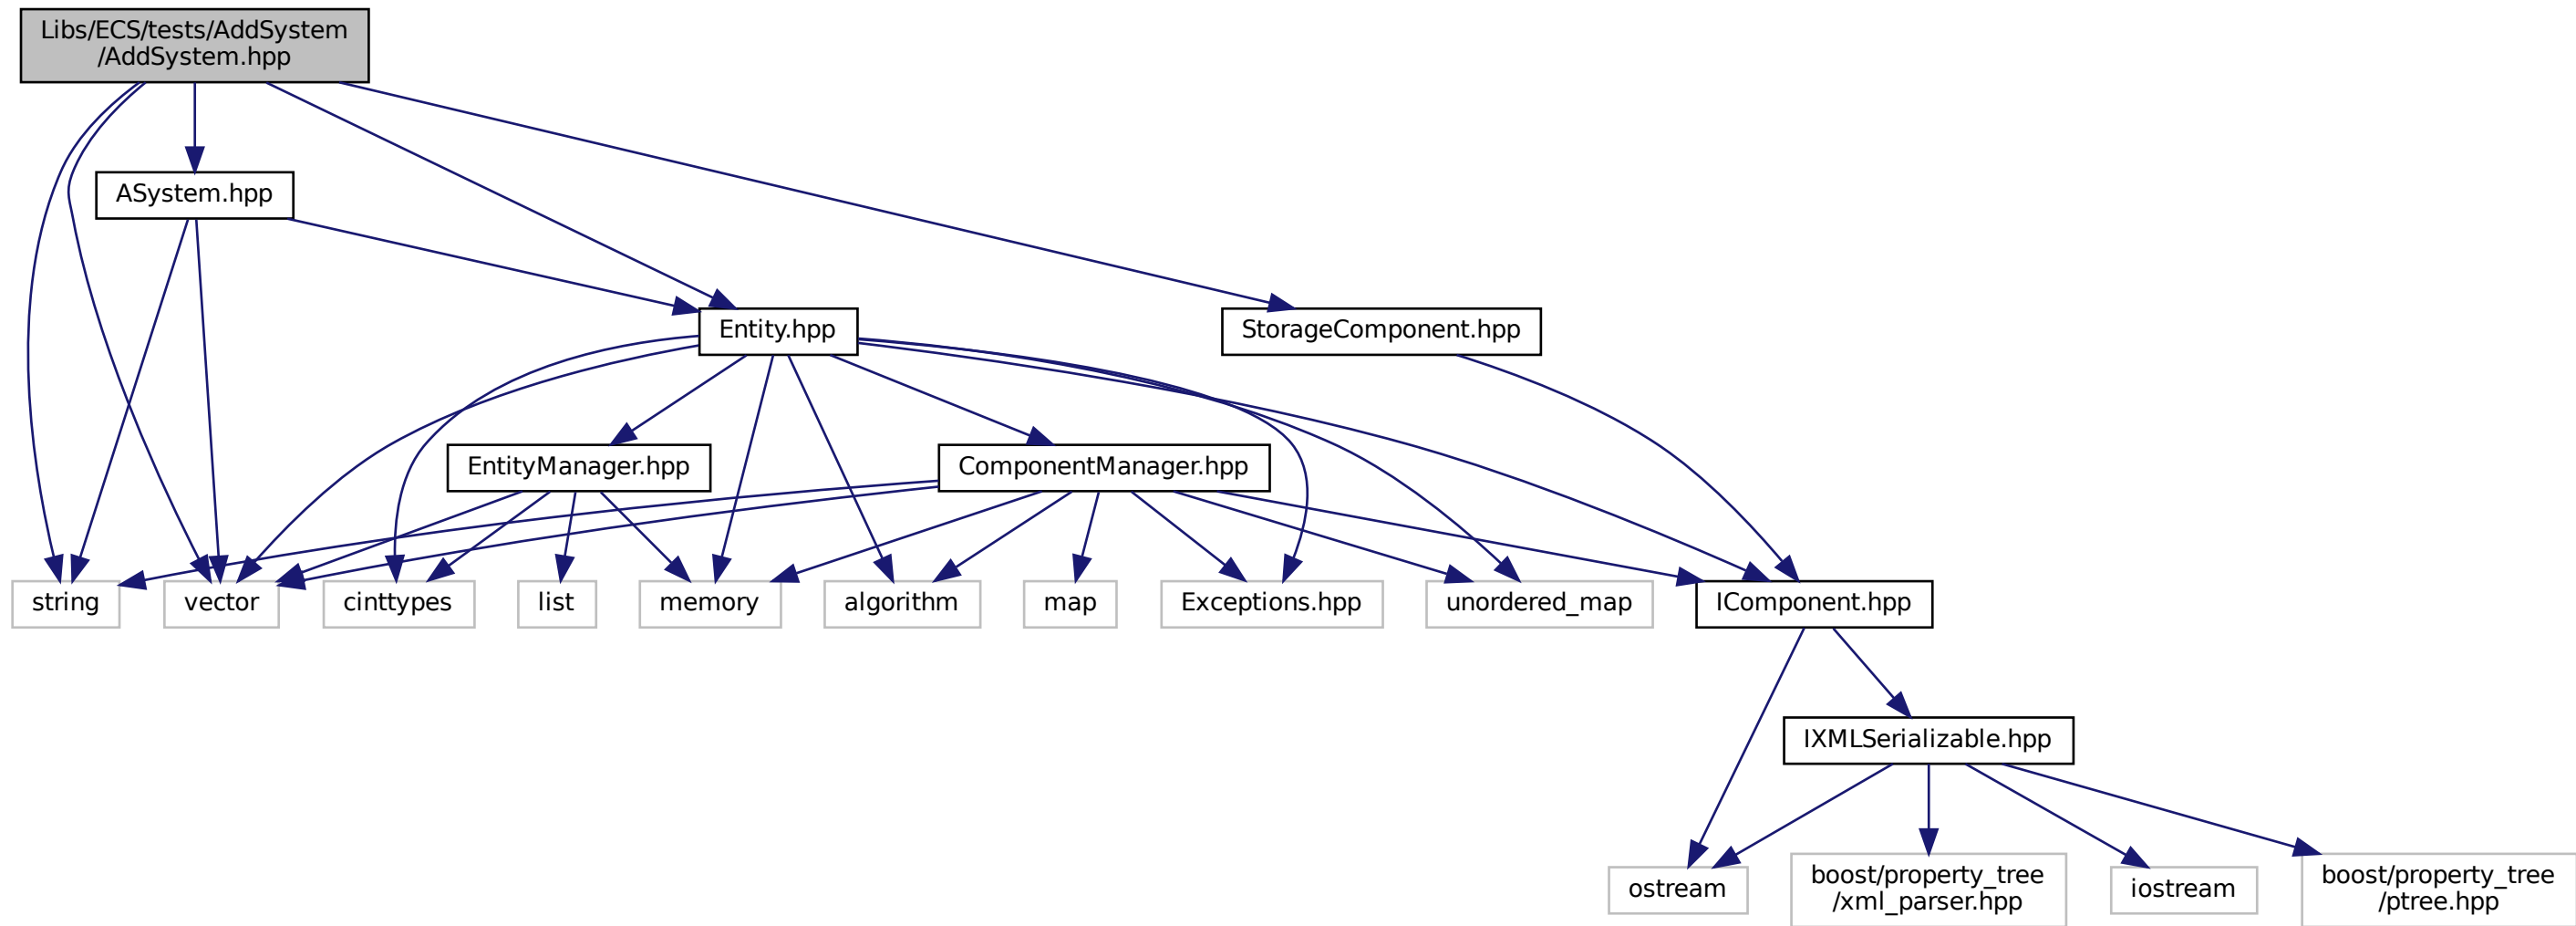 Libs/ECS/tests/AddSystem
/AddSystem.hpp
ASystem.hpp
Entity.hpp
StorageComponent.hpp
EntityManager.hpp
ComponentManager.hpp
string
vector
cinttypes
list
memory
algorithm
map
Exceptions.hpp
unordered_map
IComponent.hpp
IXMLSerializable.hpp
ostream
boost/property_tree
/xml_parser.hpp
iostream
boost/property_tree
/ptree.hpp